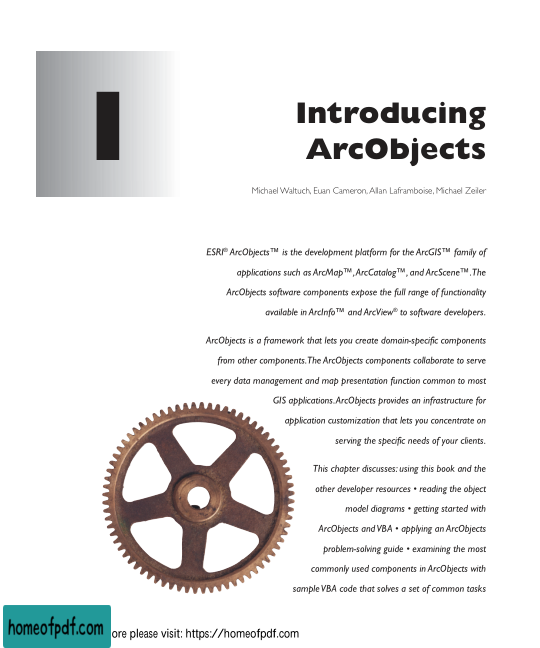 1
Introducing
ArcObjects
Michael Waltuch, Euan Cameron, Allan Laframboise, Michael Zeiler
ESRI® ArcObjects™ is the development platform for the ArcGIS™ family of
applications such as ArcMap™, ArcCatalog™, and ArcScene™. The
ArcObjects software components expose the full range of functionality
available in ArcInfo™ and ArcView® to software developers.
ArcObjects is a framework that lets you create domain-specific components
from other components. The ArcObjects components collaborate to serve
every data management and map presentation function common to most
GIS applications. ArcObjects provides an infrastructure for
application customization that lets you concentrate on
serving the specific needs of your clients.
This chapter discusses: using this book and the
other developer resources • reading the object
model diagrams • getting started with
ArcObjects and VBA • applying an ArcObjects
problem-solving guide • examining the most
commonly used components in ArcObjects with
sample VBA code that solves a set of common tasks
homeofpdf.com
ore please visit: https://homeofpdf.com